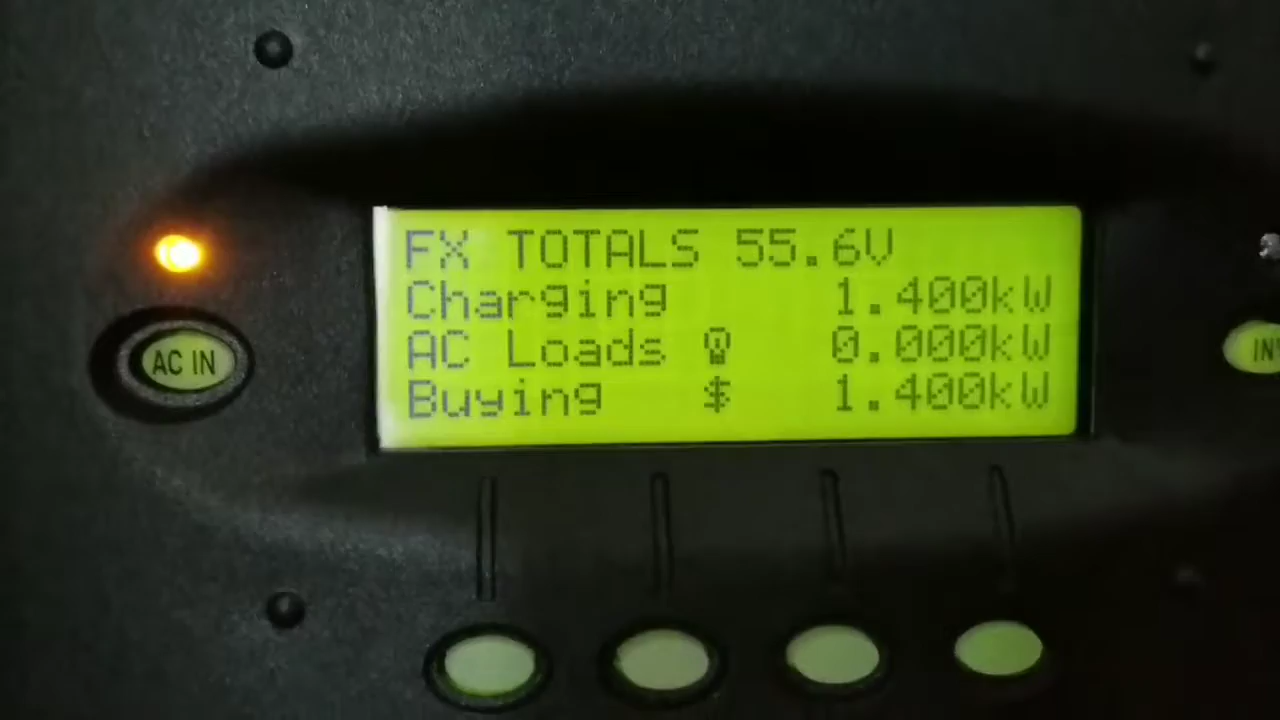 FX TOTALS 55.6V
Charging 1.400kW
AC Loads 0.000kW
Buying $ 1.400kW
AC IN